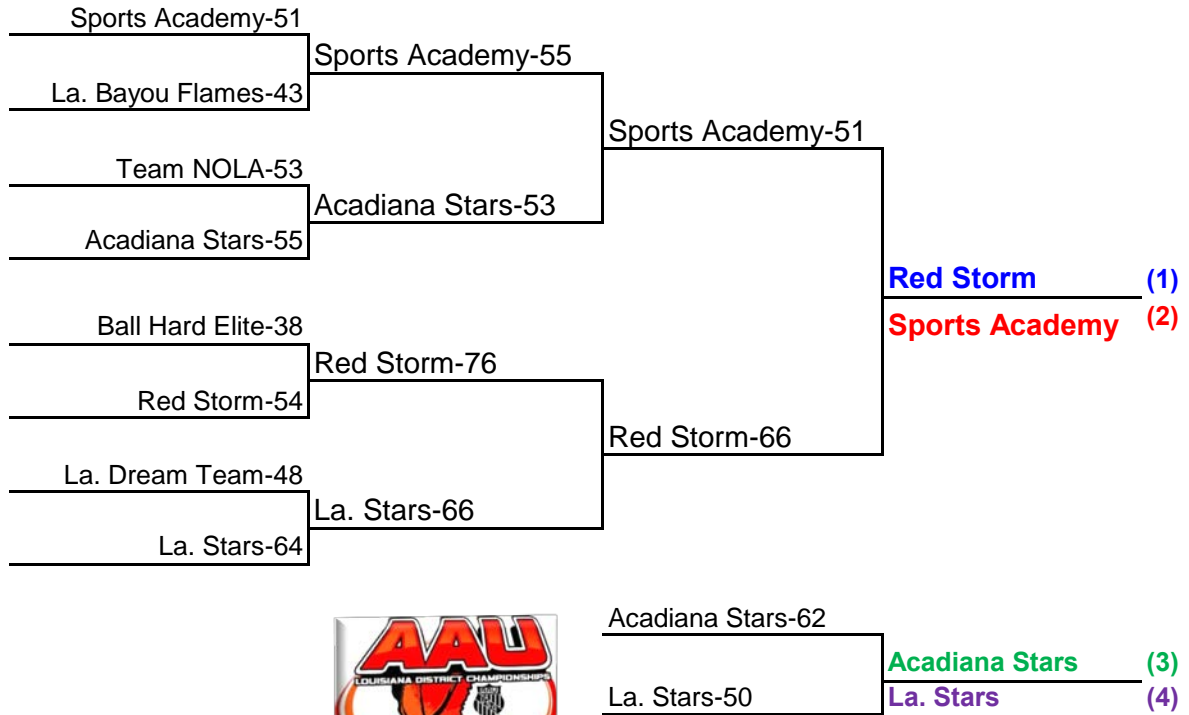 Sports Academy-51
Sports Academy-55
La. Bayou Flames-43
Sports Academy-51
Team NOLA-53
Acadiana Stars-53
Acadiana Stars-55
Red Storm (1)
Sports Academy (2)
Ball Hard Elite-38
Red Storm-76
Red Storm-54
Red Storm-66
La. Dream Team-48
La. Stars-66
La. Stars-64
Acadiana Stars-62
AAU
LOUISIANA DISTRICT CHAMPIONSHIPS
Acadiana Stars (3)
La. Stars-50
La. Stars (4)